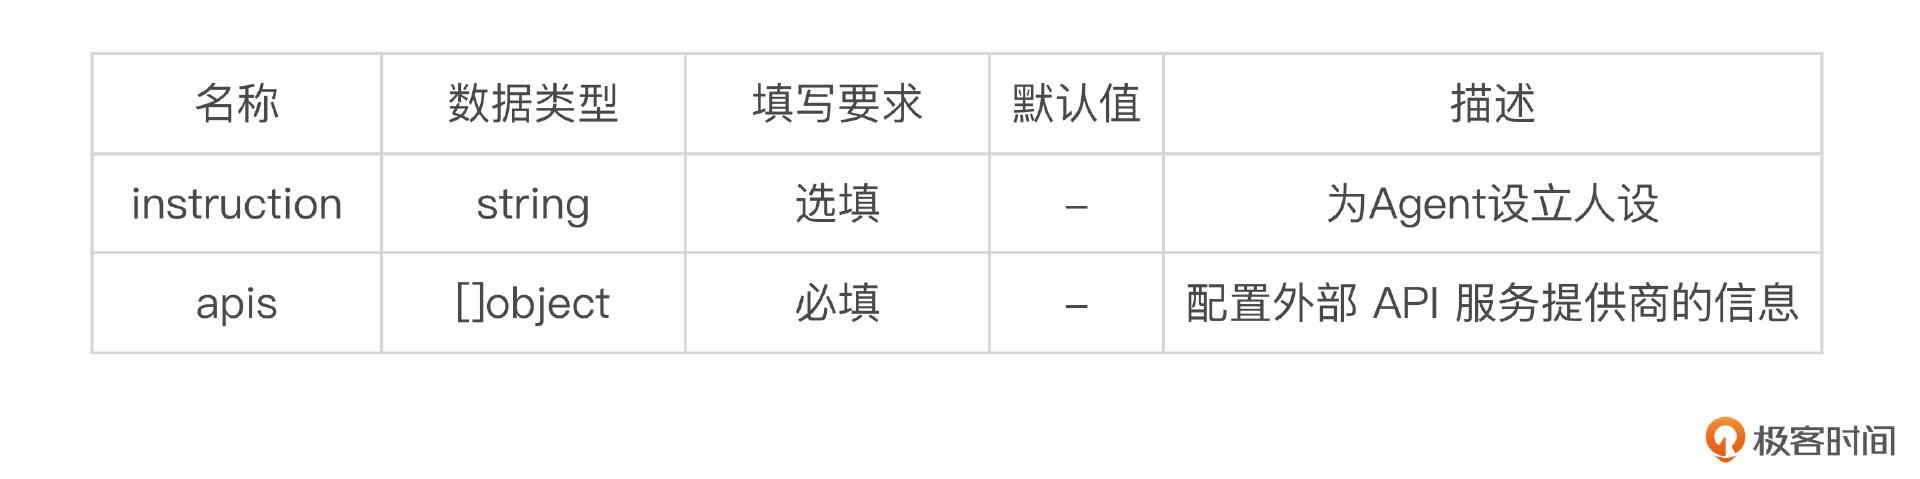 名称 数据类型 填写要求 默认值 描述
instruction string 选填 – 为Agent设立人设
apis []object 必填 – 配置外部 API 服务提供商的信息
极客时间